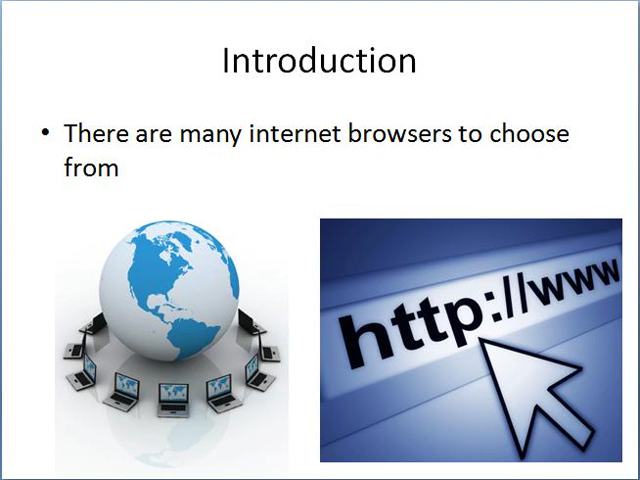 Introduction
• There are many internet browsers to choose
from
http://www